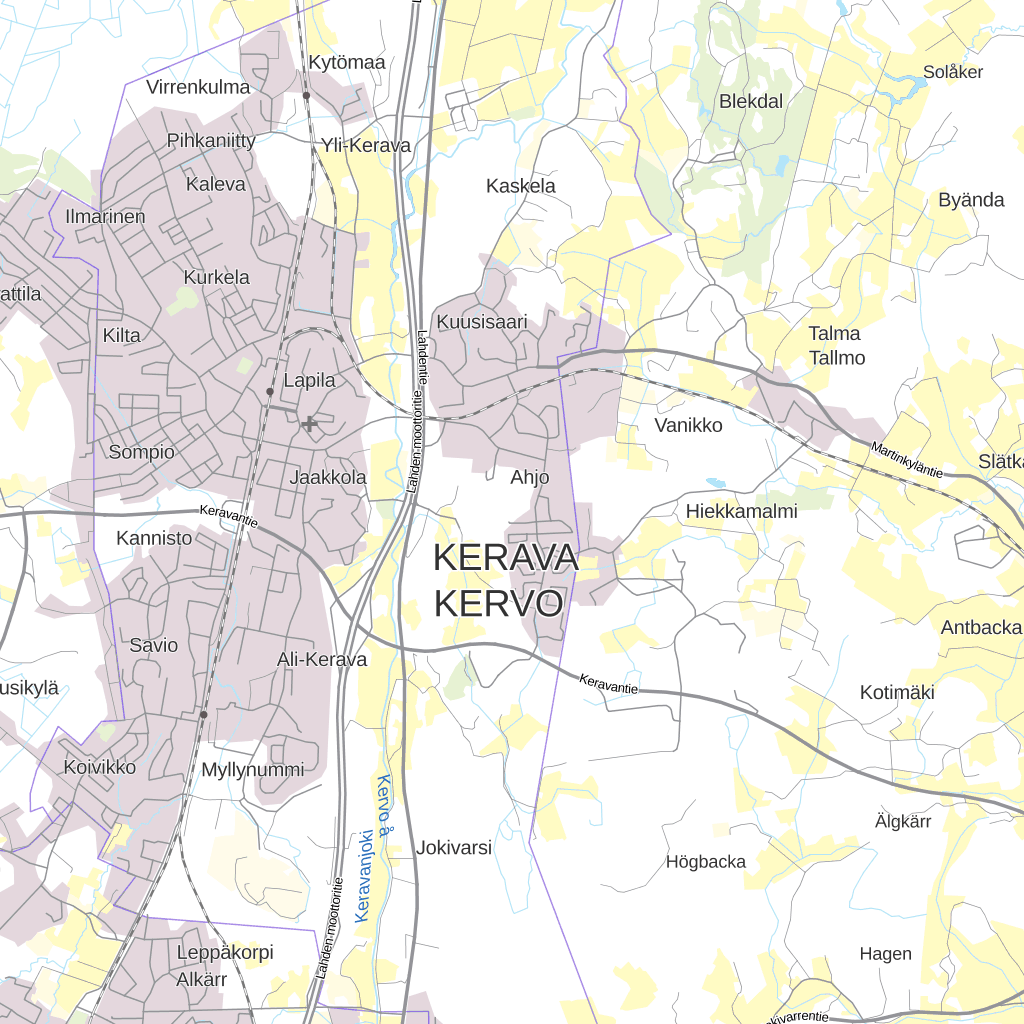 Kytömaa
Solåker
Virrenkulma
Blekdal
Pihkaniitty
Yli-Kerava
Kaleva
Kaskela
Byända
Ilmarinen
Kurkela
attila
Kuusisaari
Kilta
Talma
Tallmo
Lahdentie
Lapila
Vanikko
Lahden moottoritie
Sompio
Martinkyläntie
Slätka
Jaakkola
Ahjo
Keravantie
Hiekkamalmi
Kannisto
KERAVA
KERVO
Antbacka
Savio
Ali-Kerava
Keravantie
usikylä
Kotimäki
Koivikko
Myllynummi
Kervo å
Älgkärr
Keravanjoki
Jokivarsi
Högbacka
Lahden moottoritie
Leppäkorpi
Alkärr
Hagen
okivarrentie